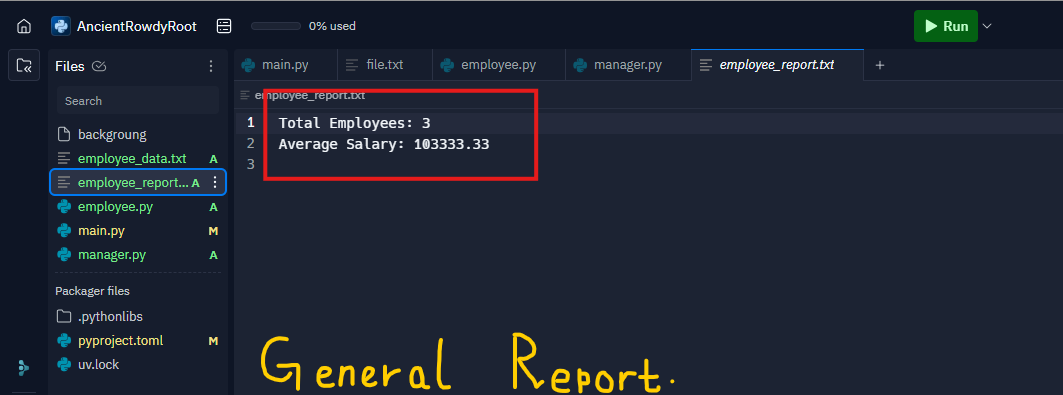 AncientRowdyRoot
0% used
Run
Files
main.py
file.txt
employee.py
manager.py
employee_report.txt
Search
employee_report.txt
backgroung
employee_data.txt A
employee_report... A
employee.py A
main.py M
manager.py A
Packager files
.pythonlibs
pyproject.toml M
uv.lock
1 Total Employees: 3
2 Average Salary: 103333.33
3
General Report.